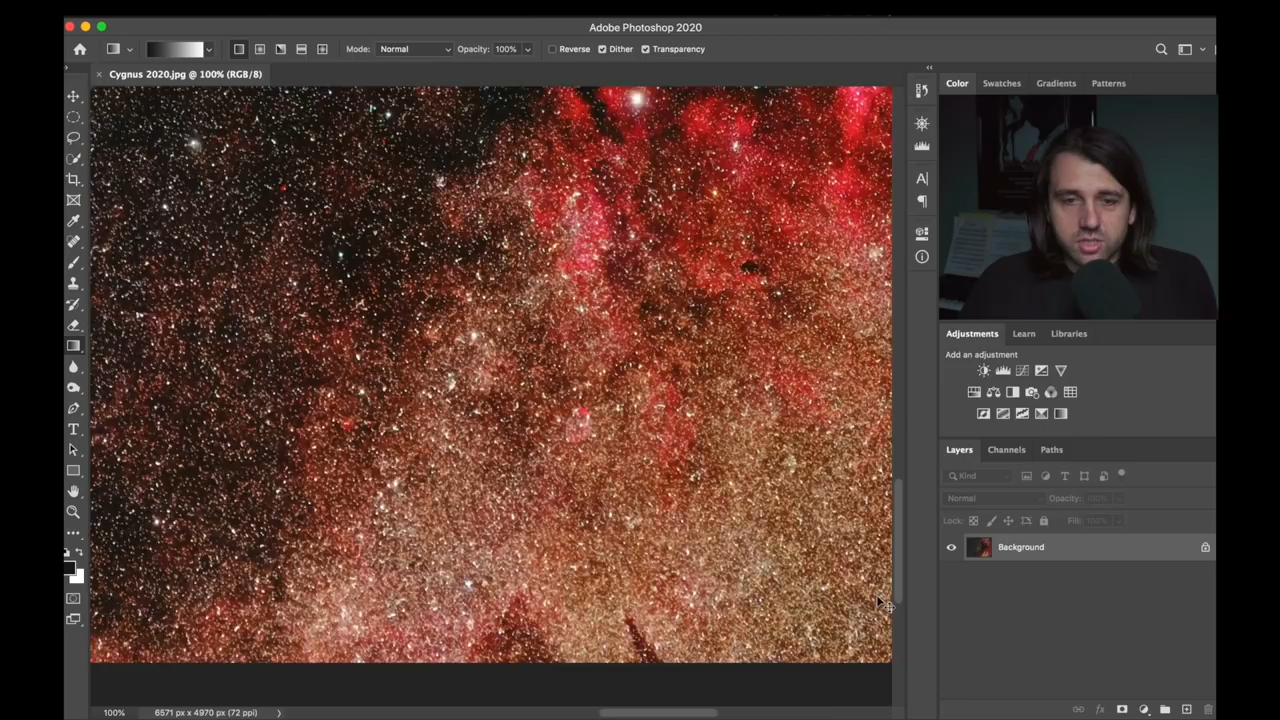 Adobe Photoshop 2020
Mode: Normal Opacity: 100% Reverse Dither Transparency
Cygnus 2020.jpg @ 100% (RGB/8)
Color Swatches Gradients Patterns
Adjustments Learn Libraries
Add an adjustment
Layers Channels Paths
Kind
Normal Opacity: 100%
Lock: Fill: 100%
Background
100% 6571 px x 4970 px (72 ppi)